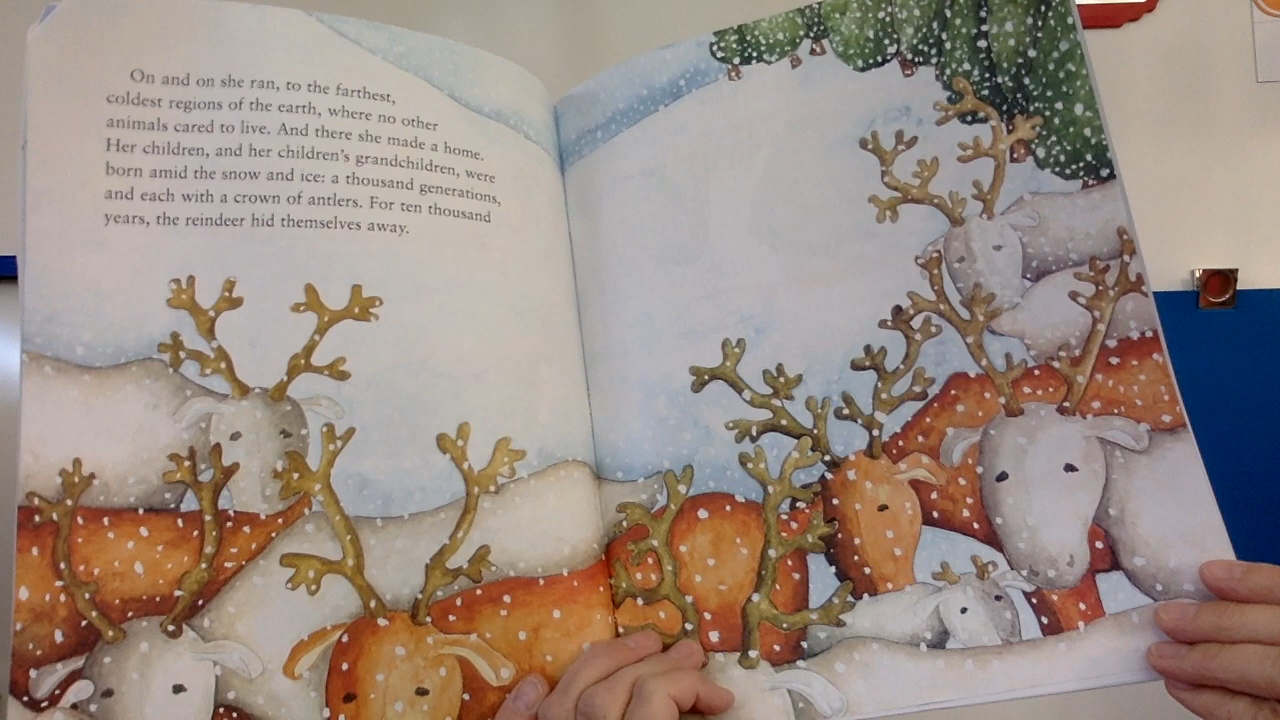 On and on she ran, to the farthest,
coldest regions of the earth, where no other
animals cared to live. And there she made a home.
Her children, and her children's grandchildren, were
born amid the snow and ice: a thousand generations,
and each with a crown of antlers. For ten thousand
years, the reindeer hid themselves away.